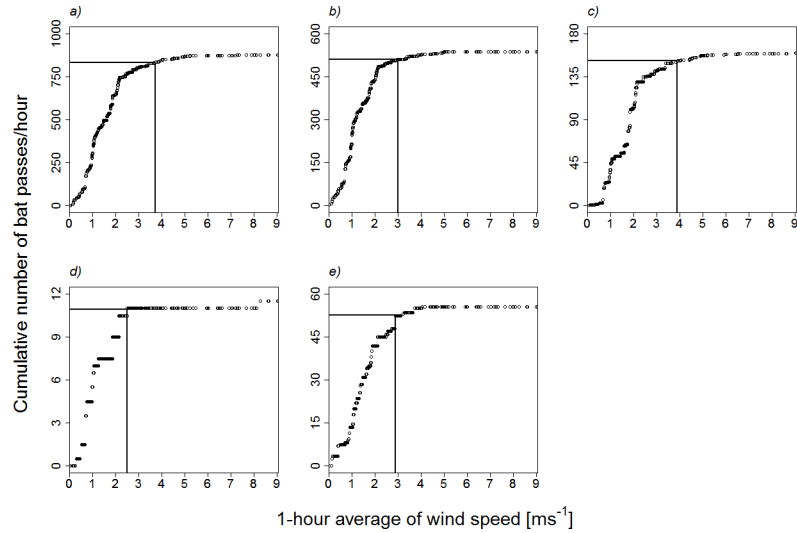 a) b) c)
1000 750 500 250 0
0 1 2 3 4 5 6 7 8 9
600 500 400 300 150 0
0 1 2 3 4 5 6 7 8 9
180 135 90 45 0
0 1 2 3 4 5 6 7 8 9
Cumulative number of bat passes/hour
d) e)
12 9 6 3 0
0 1 2 3 4 5 6 7 8 9
60 45 30 15 0
0 1 2 3 4 5 6 7 8 9
1-hour average of wind speed [ms⁻¹]